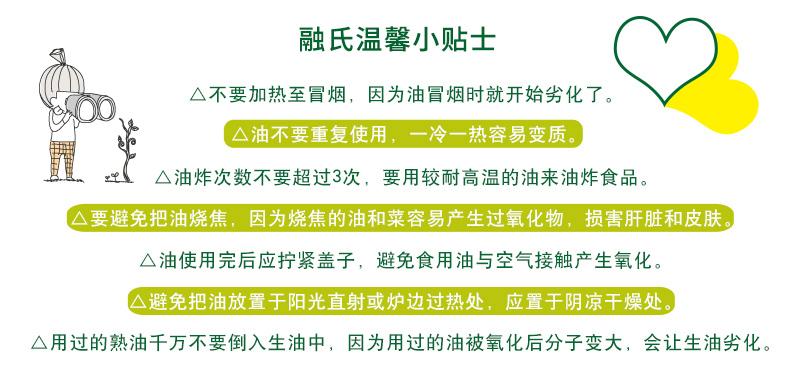 融氏温馨小贴士
△不要加热至冒烟，因为油冒烟时就开始劣化了。
△油不要重复使用，一冷一热容易变质。
△油炸次数不要超过3次，要用较耐高温的油来油炸食品。
△要避免把油烧焦，因为烧焦的油和菜容易产生过氧化物，损害肝脏和皮肤。
△油使用完后应拧紧盖子，避免食用油与空气接触产生氧化。
△避免把油放置于阳光直射或炉边过热处，应置于阴凉干燥处。
△用过的熟油千万不要倒入生油中，因为用过的油被氧化后分子变大，会让生油劣化。